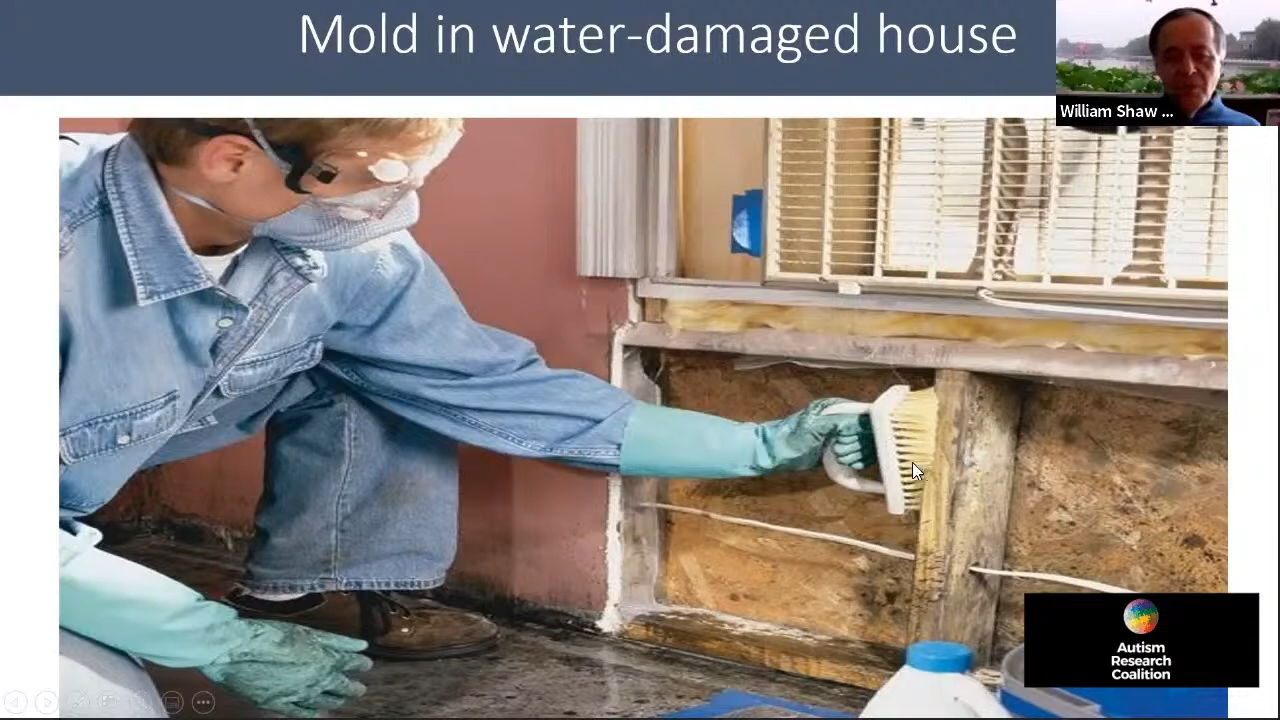 Mold in water-damaged house
William Shaw ...
Autism
Research
Coalition